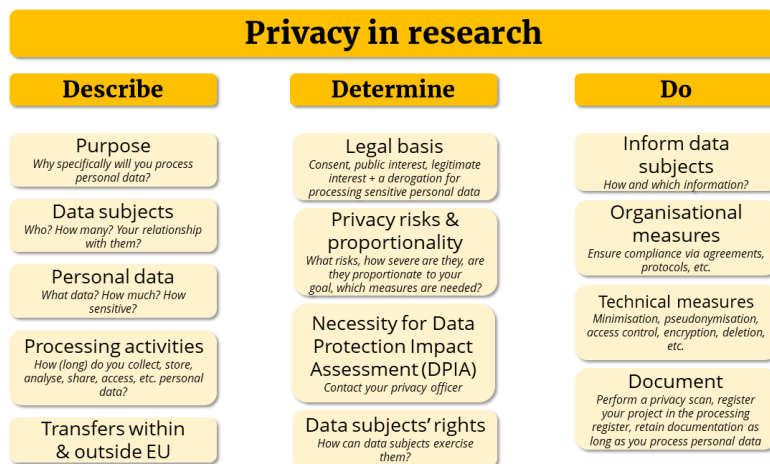 Privacy in research
Describe
Purpose
Why specifically will you process
personal data?
Data subjects
Who? How many? Your relationship
with them?
Personal data
What data? How much? How
sensitive?
Processing activities
How (long) do you collect, store,
analyse, share, access, etc. personal
data?
Transfers within
& outside EU
Determine
Legal basis
Consent, public interest, legitimate
interest + a derogation for
processing sensitive personal data
Privacy risks &
proportionality
What risks, how severe are they, are
they proportionate to your
goal, which measures are needed?
Necessity for Data
Protection Impact
Assessment (DPIA)
Contact your privacy officer
Data subjects' rights
How can data subjects exercise
them?
Do
Inform data
subjects
How and which information?
Organisational
measures
Ensure compliance via agreements,
protocols, etc.
Technical measures
Minimisation, pseudonymisation,
access control, encryption, deletion,
etc.
Document
Perform a privacy scan, register
your project in the processing
register, retain documentation as
long as you process personal data